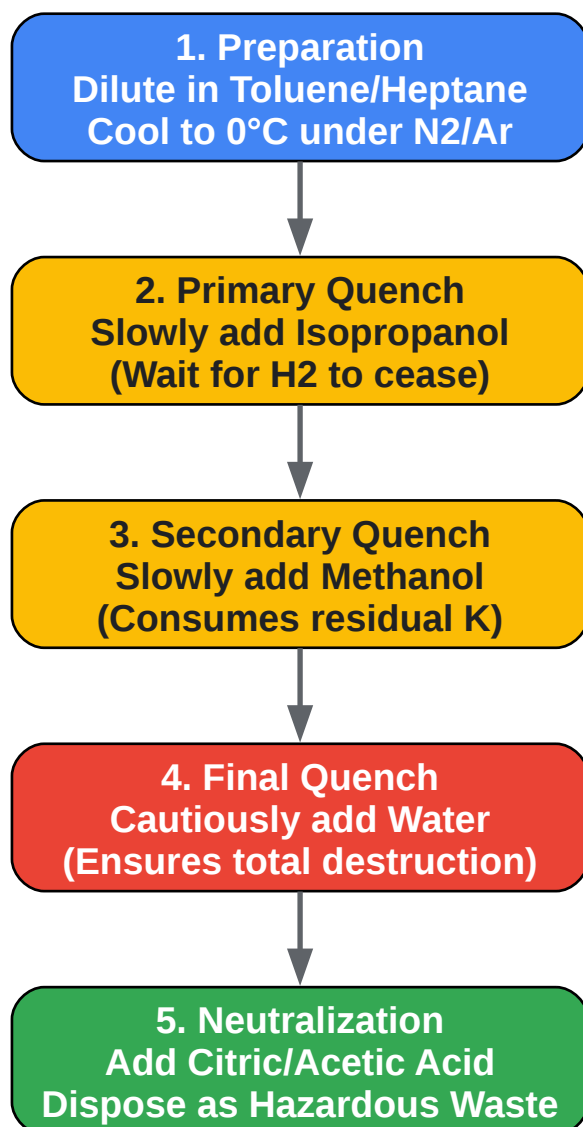 1. Preparation
Dilute in Toluene/Heptane
Cool to 0°C under N2/Ar
2. Primary Quench
Slowly add Isopropanol
(Wait for H2 to cease)
3. Secondary Quench
Slowly add Methanol
(Consumes residual K)
4. Final Quench
Cautiously add Water
(Ensures total destruction)
5. Neutralization
Add Citric/Acetic Acid
Dispose as Hazardous Waste